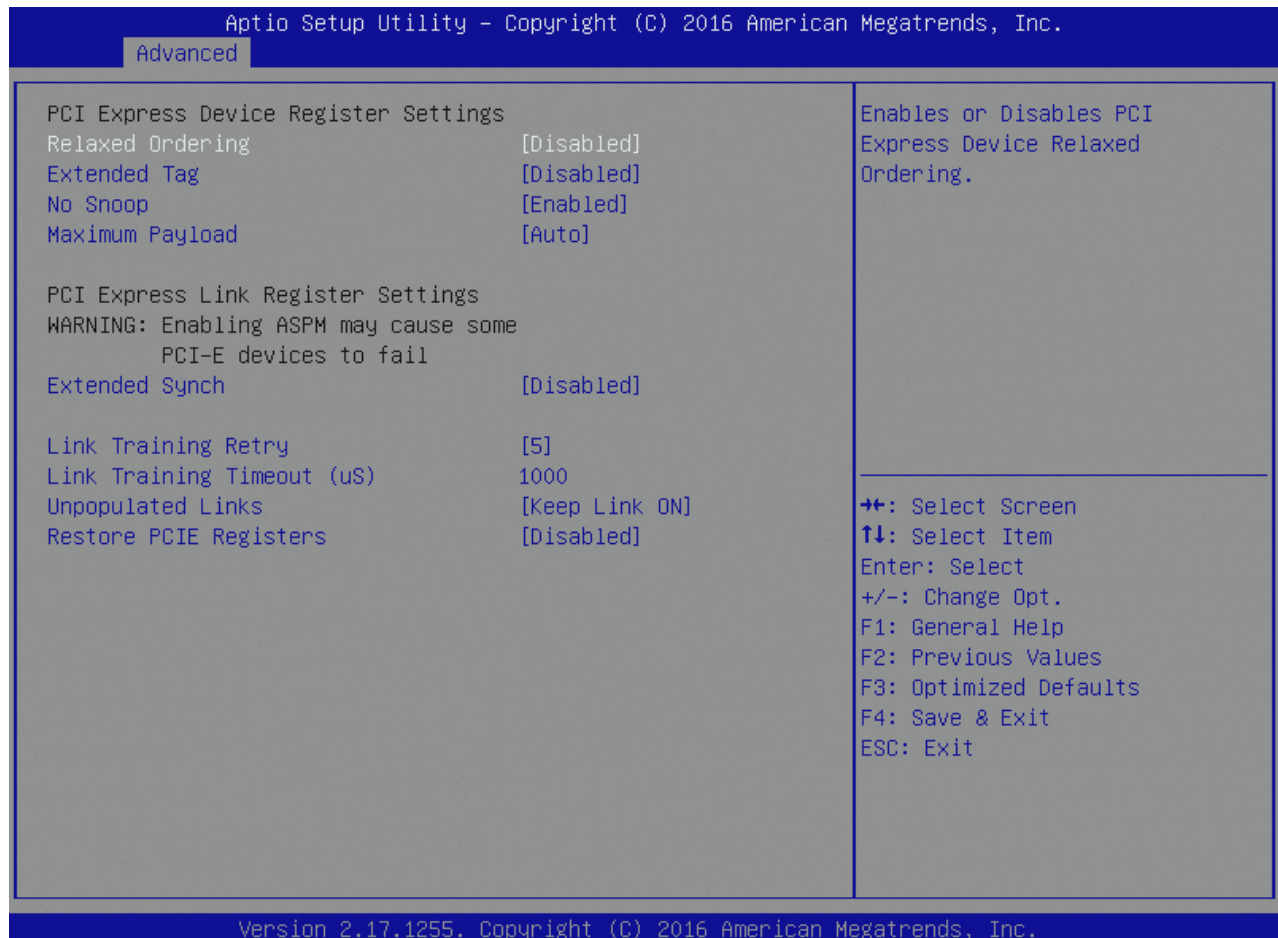 Aptio Setup Utility – Copyright (C) 2016 American Megatrends, Inc.
Advanced
PCI Express Device Register Settings
Relaxed Ordering [Disabled]
Extended Tag [Disabled]
No Snoop [Enabled]
Maximum Payload [Auto]
PCI Express Link Register Settings
WARNING: Enabling ASPM may cause some
PCI-E devices to fail
Extended Synch [Disabled]
Link Training Retry [5]
Link Training Timeout (uS) 1000
Unpopulated Links [Keep Link ON]
Restore PCIE Registers [Disabled]
Enables or Disables PCI
Express Device Relaxed
Ordering.
→←: Select Screen
↑↓: Select Item
Enter: Select
+/-: Change Opt.
F1: General Help
F2: Previous Values
F3: Optimized Defaults
F4: Save & Exit
ESC: Exit
Version 2.17.1255. Copyright (C) 2016 American Megatrends, Inc.